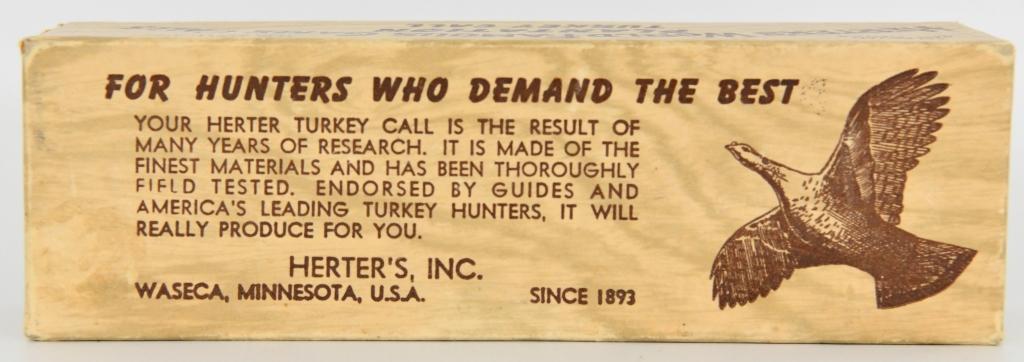 FOR HUNTERS WHO DEMAND THE BEST
YOUR HERTER TURKEY CALL IS THE RESULT OF
MANY YEARS OF RESEARCH. IT IS MADE OF THE
FINEST MATERIALS AND HAS BEEN THOROUGHLY
FIELD TESTED. ENDORSED BY GUIDES AND
AMERICA'S LEADING TURKEY HUNTERS, IT WILL
REALLY PRODUCE FOR YOU.
HERTER'S, INC.
WASECA, MINNESOTA, U.S.A. SINCE 1893